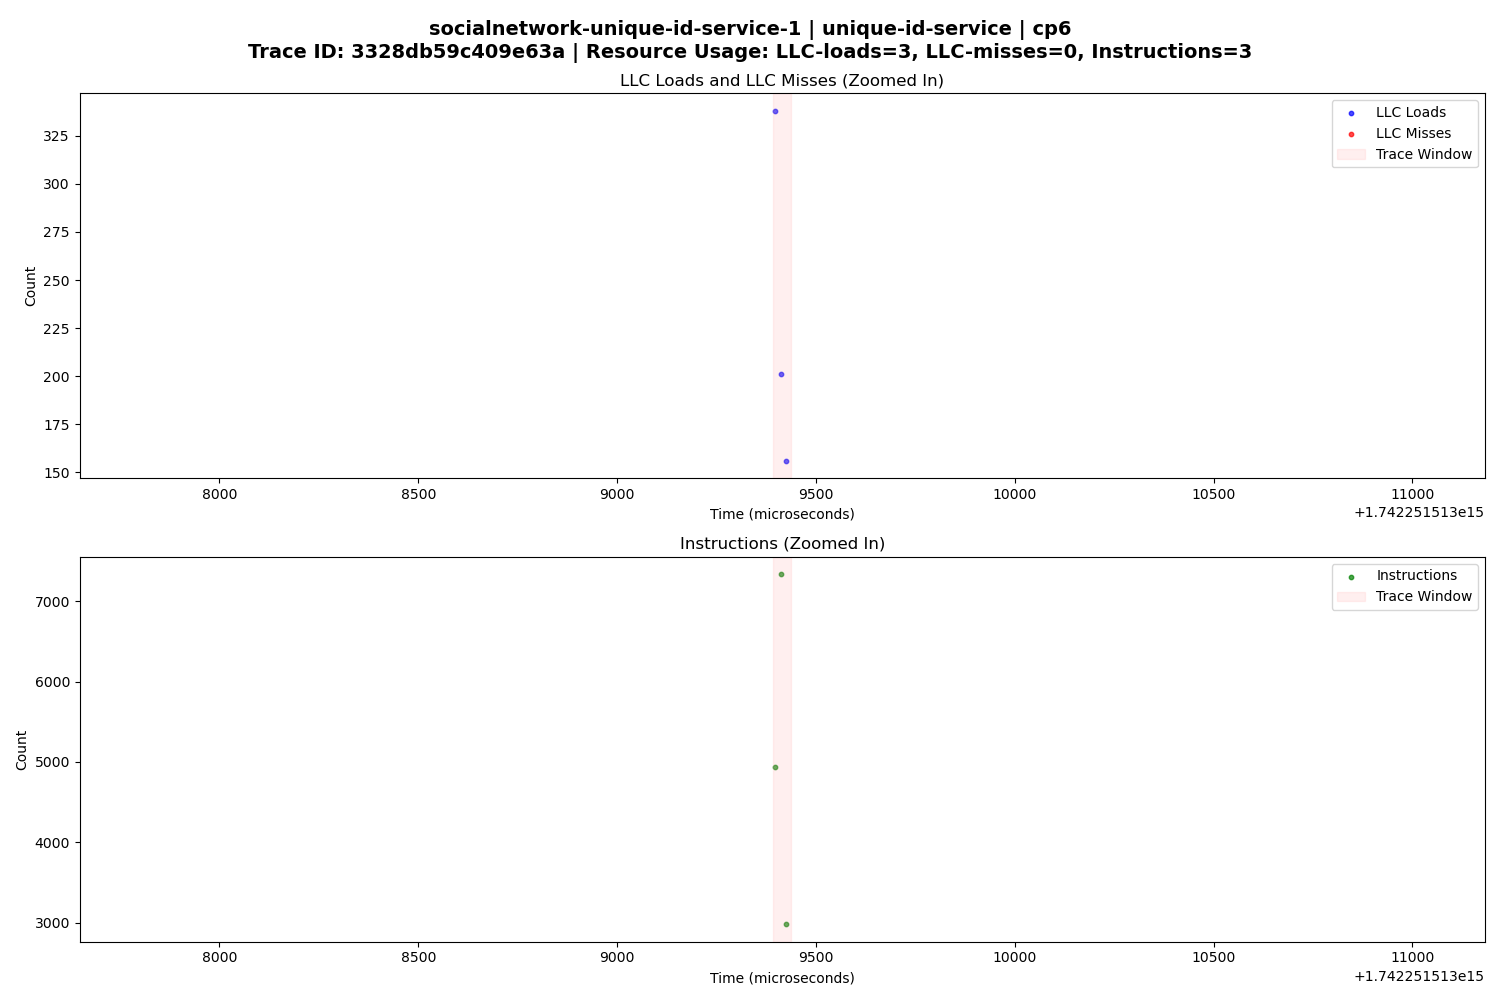 socialnetwork-unique-id-service-1 | unique-id-service | cp6
Trace ID: 3328db59c409e63a | Resource Usage: LLC-loads=3, LLC-misses=0, Instructions=3
LLC Loads and LLC Misses (Zoomed In)
LLC Loads
LLC Misses
Trace Window
325
300
275
250
225
200
175
150
Count
8000 8500 9000 9500 10000 10500 11000
Time (microseconds)
+1.742251513e15
Instructions (Zoomed In)
Instructions
Trace Window
7000
6000
5000
4000
3000
Count
8000 8500 9000 9500 10000 10500 11000
Time (microseconds)
+1.742251513e15